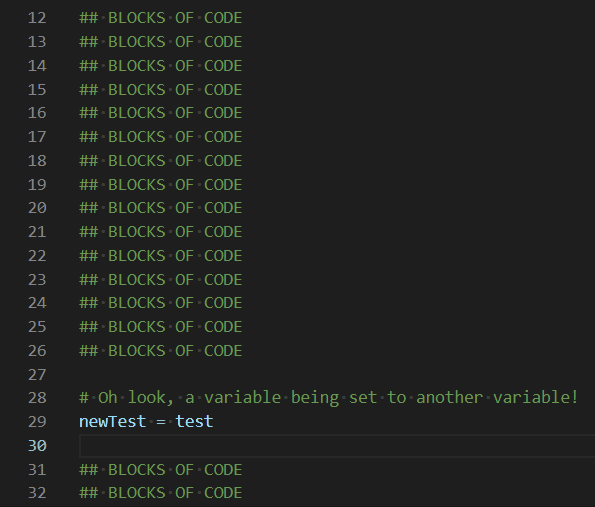 12 ## BLOCKS OF CODE
13 ## BLOCKS OF CODE
14 ## BLOCKS OF CODE
15 ## BLOCKS OF CODE
16 ## BLOCKS OF CODE
17 ## BLOCKS OF CODE
18 ## BLOCKS OF CODE
19 ## BLOCKS OF CODE
20 ## BLOCKS OF CODE
21 ## BLOCKS OF CODE
22 ## BLOCKS OF CODE
23 ## BLOCKS OF CODE
24 ## BLOCKS OF CODE
25 ## BLOCKS OF CODE
26 ## BLOCKS OF CODE
27
28 # Oh look, a variable being set to another variable!
29 newTest = test
30
31 ## BLOCKS OF CODE
32 ## BLOCKS OF CODE